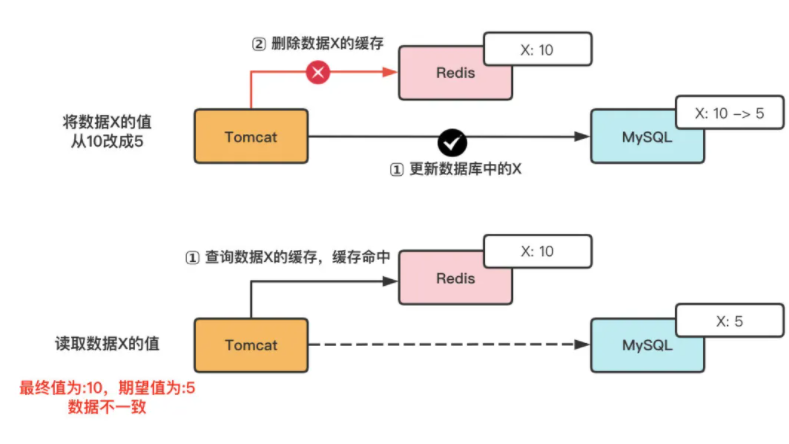 ② 删除数据X的缓存
X: 10
Redis
将数据X的值
从10改成5
Tomcat
X: 10 -> 5
MySQL
① 更新数据库中的X
① 查询数据X的缓存，缓存命中
X: 10
Redis
读取数据X的值
Tomcat
X: 5
MySQL
最终值为:10，期望值为:5
数据不一致